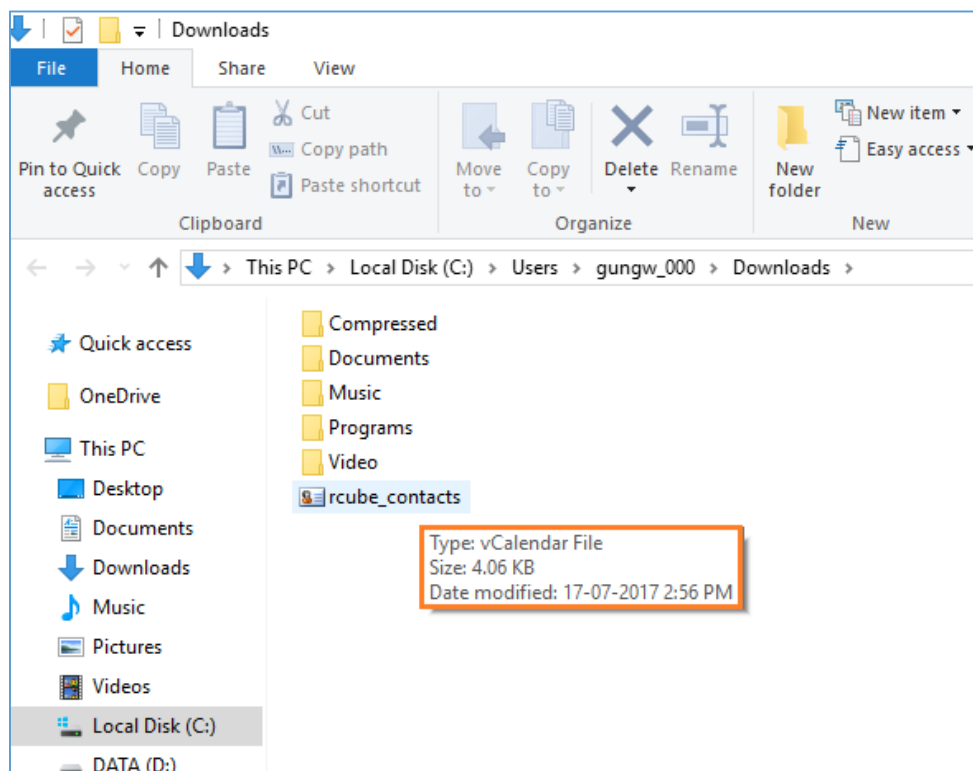 Downloads
File Home Share View
Pin to Quick access
Copy
Paste
Cut
Copy path
Paste shortcut
Clipboard
Move to
Copy to
Delete
Rename
Organize
New folder
New item
Easy access
New
This PC > Local Disk (C:) > Users > gungw_000 > Downloads >
Quick access
OneDrive
This PC
Desktop
Documents
Downloads
Music
Pictures
Videos
Local Disk (C:)
DATA (D:)
Compressed
Documents
Music
Programs
Video
rcube_contacts
Type: vCalendar File
Size: 4.06 KB
Date modified: 17-07-2017 2:56 PM